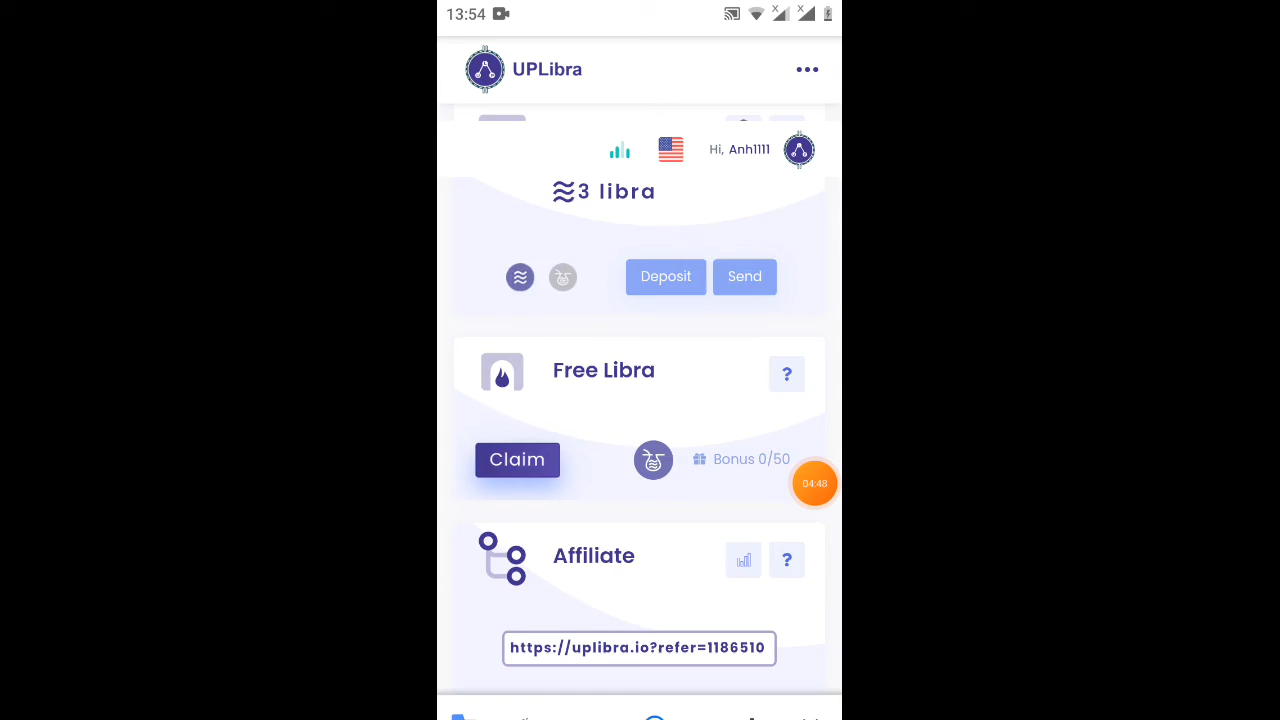 13:54
UPLibra
Hi, Anh1111
3 libra
Deposit Send
Free Libra ?
Claim Bonus 0/50
04:48
Affiliate ?
https://uplibra.io?refer=1186510